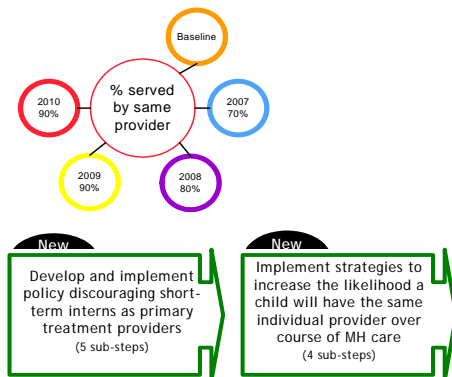 Baseline
% served
by same
provider
2010
90%
2007
70%
2009
90%
2008
80%
New
Develop and implement
policy discouraging short-
term interns as primary
treatment providers
(5 sub-steps)
New
Implement strategies to
increase the likelihood a
child will have the same
individual provider over
course of MH care
(4 sub-steps)